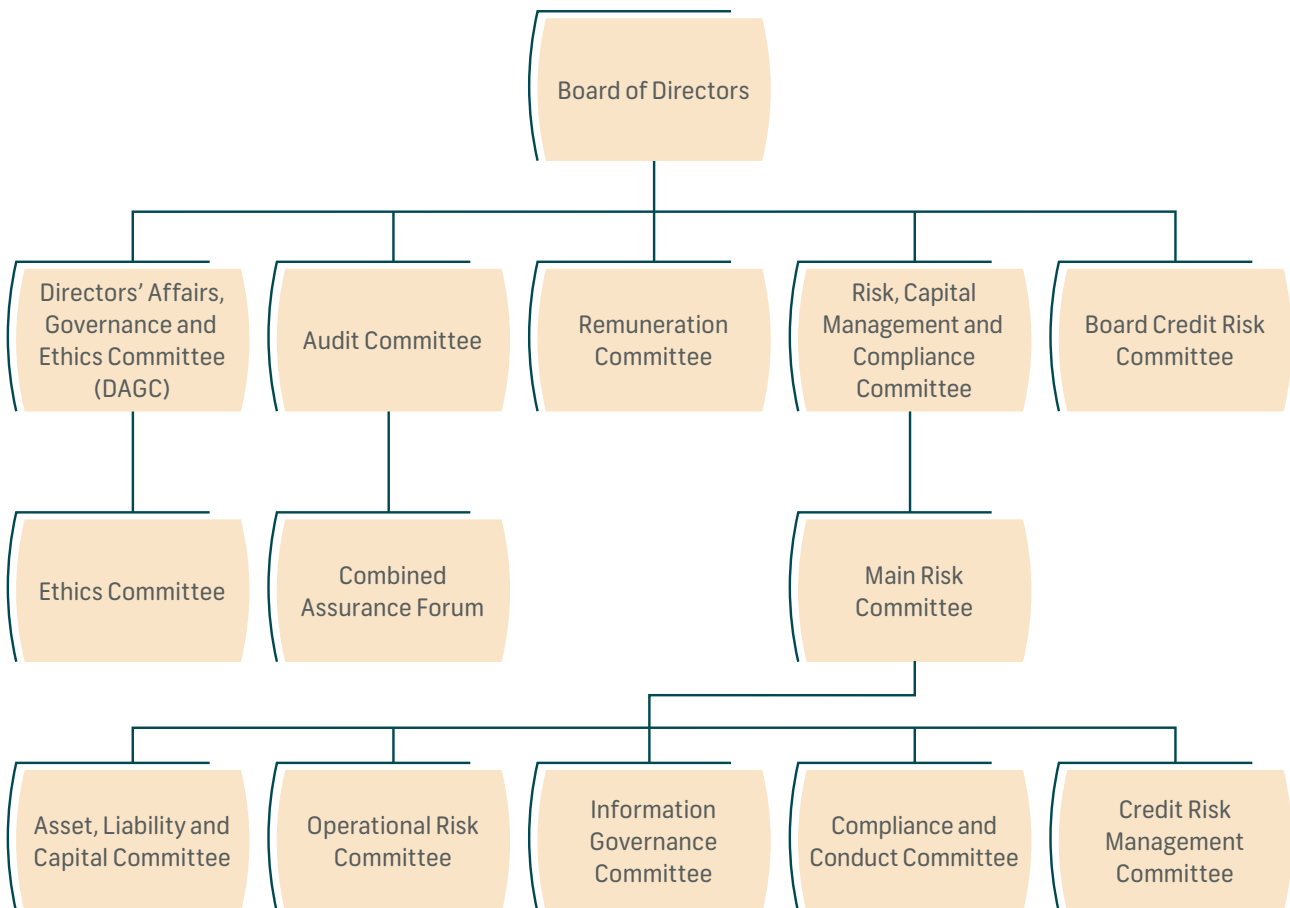 Board of Directors
Directors’ Affairs,
Governance and
Ethics Committee
(DAGC)
Audit Committee
Remuneration
Committee
Risk, Capital
Management and
Compliance
Committee
Board Credit Risk
Committee
Ethics Committee
Combined
Assurance Forum
Main Risk
Committee
Asset, Liability and
Capital Committee
Operational Risk
Committee
Information
Governance
Committee
Compliance and
Conduct Committee
Credit Risk
Management
Committee